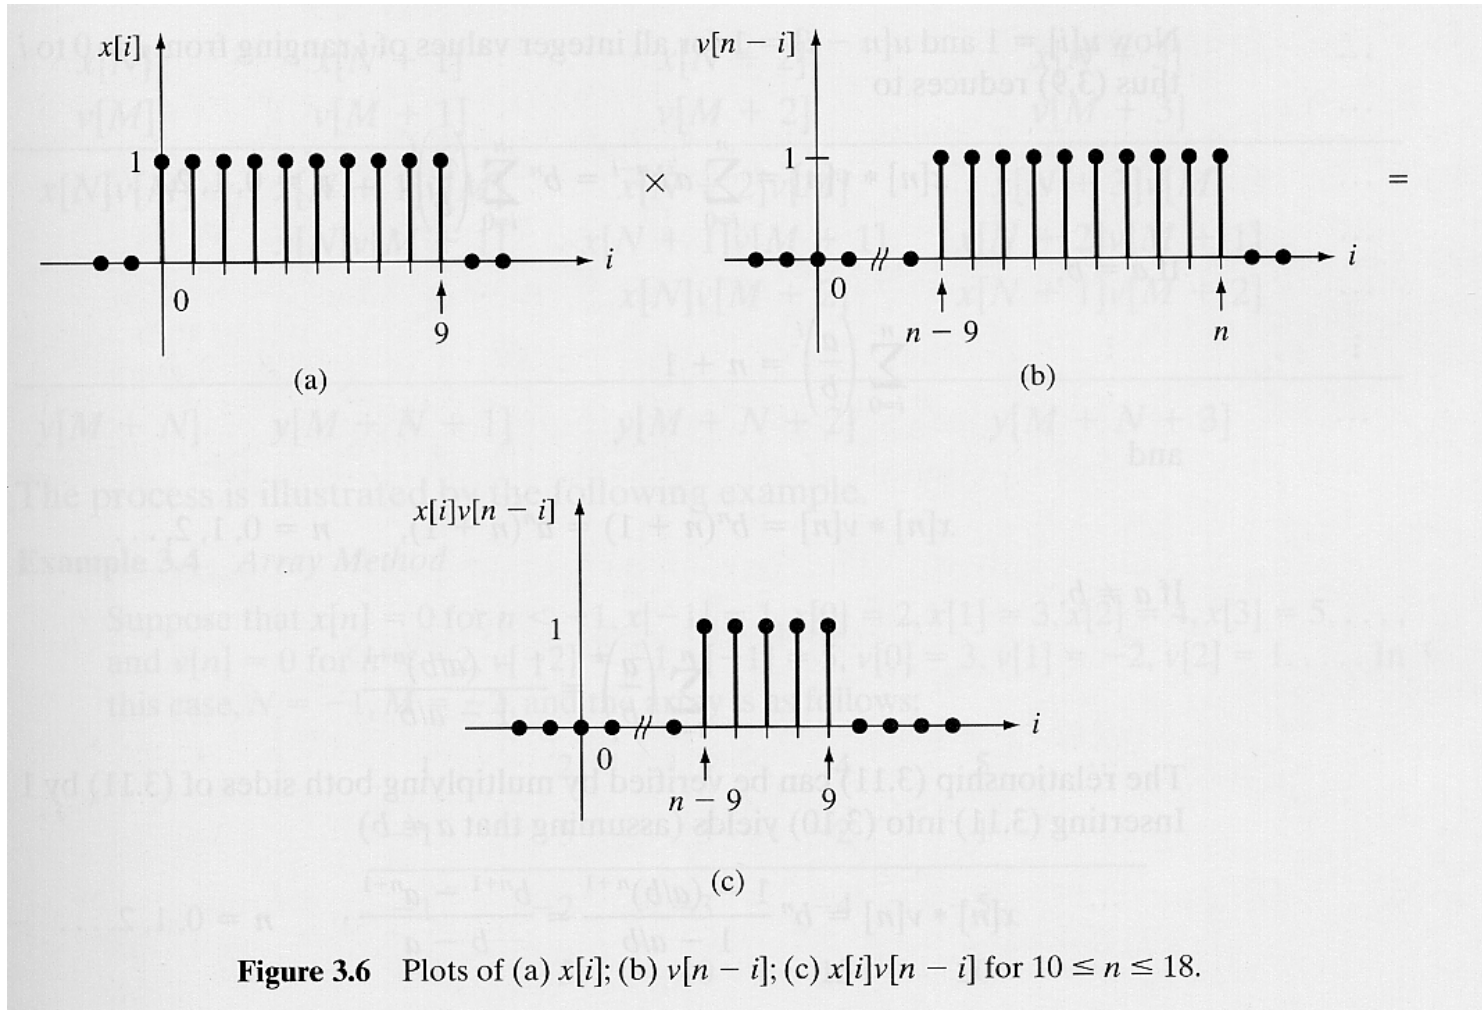 x[i]
1
0
9
i
(a)
×
v[n − i]
1
0
n − 9
n
i
(b)
=
x[i]v[n − i]
1
0
n − 9
9
i
(c)
Figure 3.6 Plots of (a) x[i]; (b) v[n − i]; (c) x[i]v[n − i] for 10 ≤ n ≤ 18.